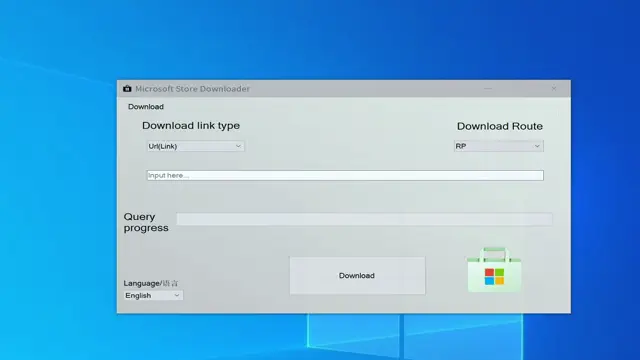 Microsoft Store Downloader
Download
Download link type
Download Route
Url(Link)
RP
Input here...
Query
progress
Download
Language/语言
English